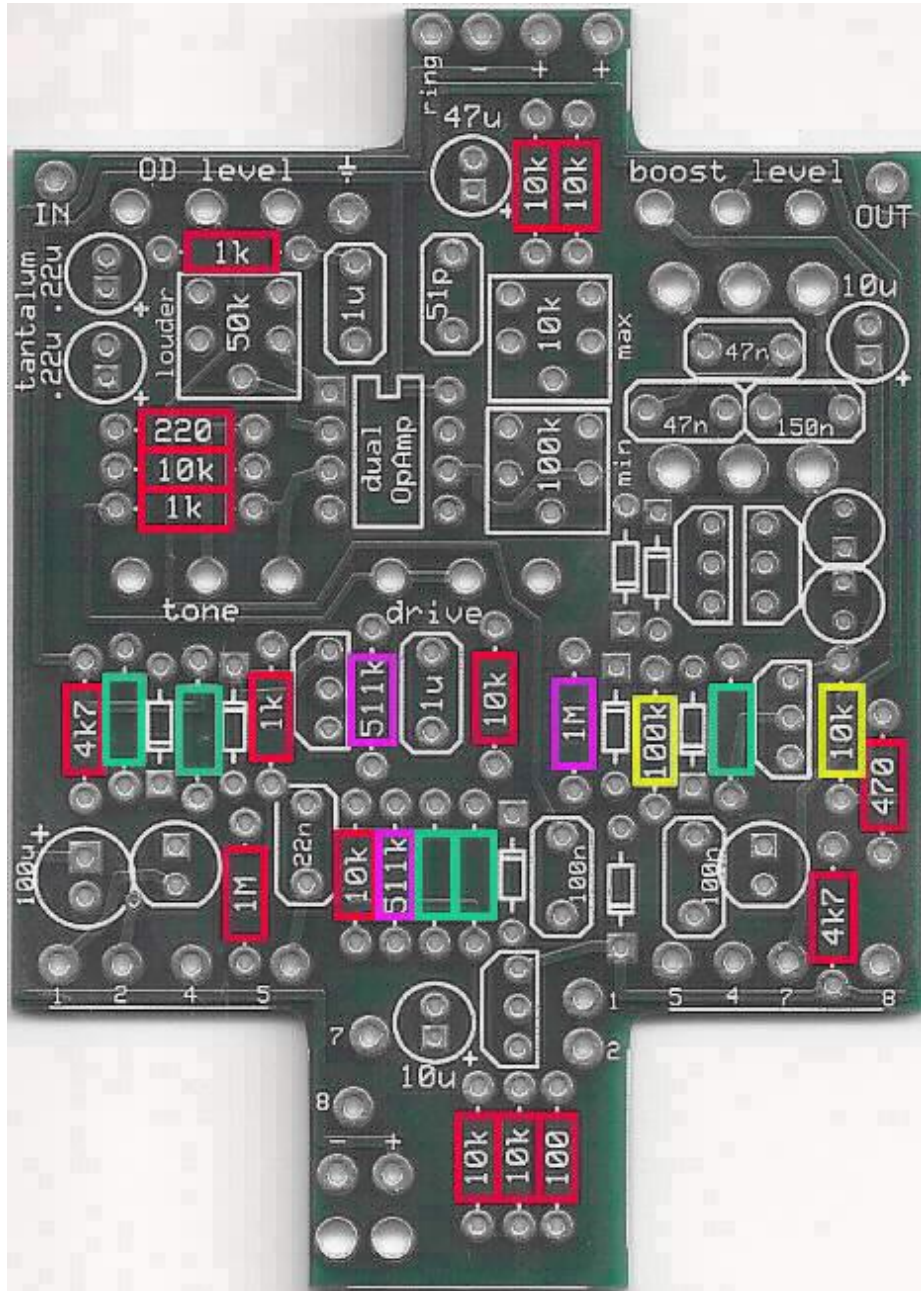 ring
- + +
47u
OD level
boost level
IN
OUT
10k
10k
1k
tantalum
.22u
.22u
+
+
louder
50k
1u
51p
10k
max
47n
10u
+
+
220
10k
1k
dual
OpAmp
100k
min
47n
150n
tone
drive
4k7
1k
511k
1u
10k
1M
100k
10k
470
100u
+
1M
22n
10k
511k
100n
100n
4k7
1
2
4
5
1
5
4
7
8
7
10u
+
2
8
- +
10k
10k
100